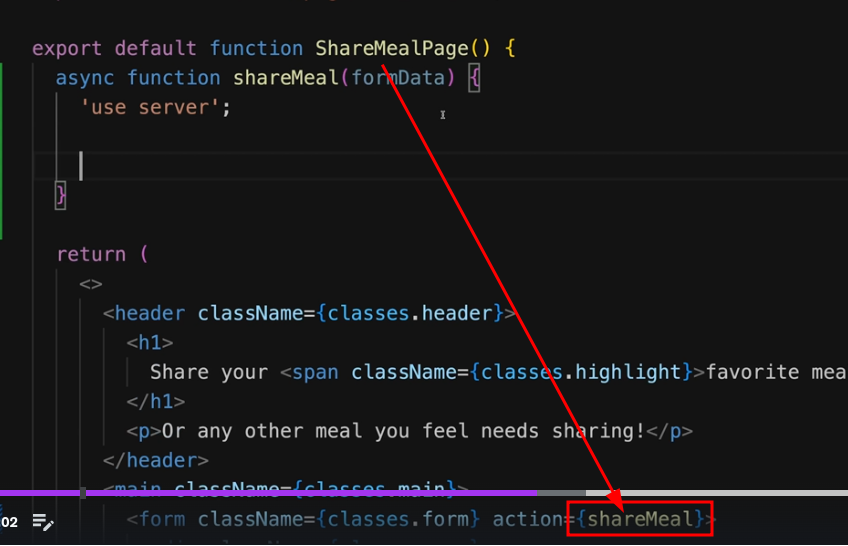 export default function ShareMealPage() {
async function shareMeal(formData) {
'use server';
}
return (
<>
<header className={classes.header}>
<h1>
Share your <span className={classes.highlight}>favorite mea
</h1>
<p>Or any other meal you feel needs sharing!</p>
</header>
<main className={classes.main}>
02
<form className={classes.form} action={shareMeal}>